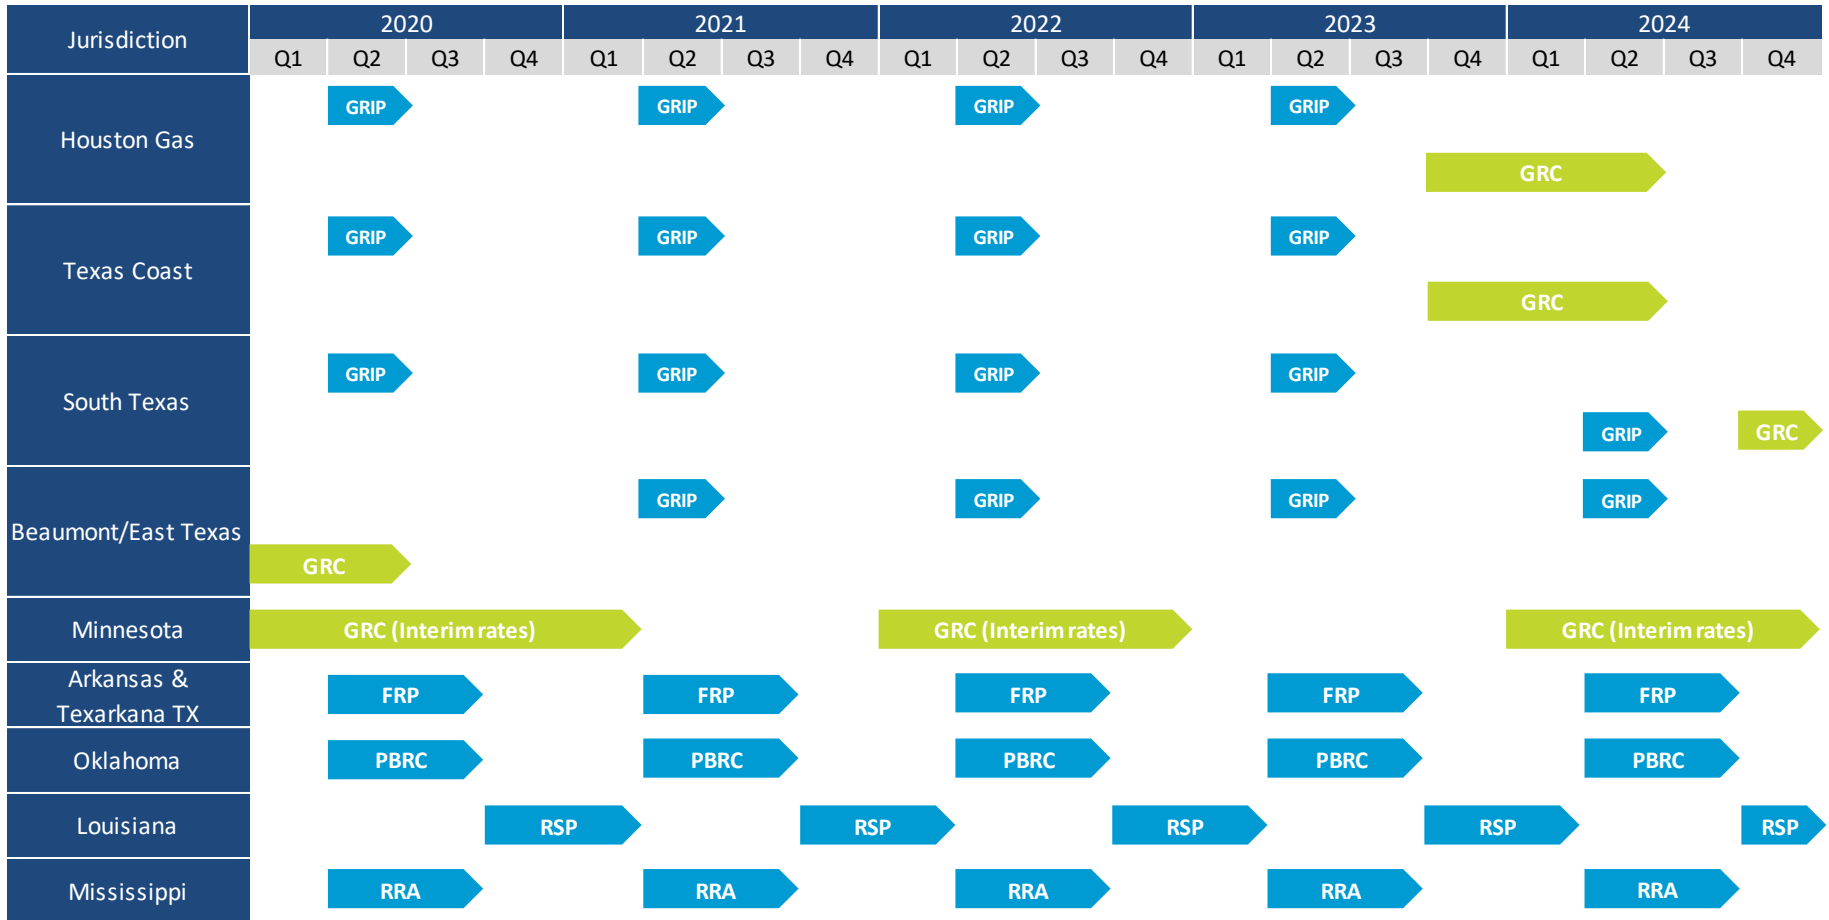 Jurisdiction 2020 2021 2022 2023 2024
Q1 Q2 Q3 Q4 Q1 Q2 Q3 Q4 Q1 Q2 Q3 Q4 Q1 Q2 Q3 Q4 Q1 Q2 Q3 Q4
Houston Gas
GRIP GRIP GRIP GRIP
GRC
Texas Coast
GRIP GRIP GRIP GRIP
GRC
South Texas
GRIP GRIP GRIP GRIP
GRIP GRC
Beaumont/East Texas
GRIP GRIP GRIP GRIP
GRC
Minnesota GRC (Interim rates) GRC (Interim rates) GRC (Interim rates)
Arkansas &
Texarkana TX
FRP FRP FRP FRP FRP
Oklahoma PBRC PBRC PBRC PBRC PBRC
Louisiana RSP RSP RSP RSP RSP
Mississippi RRA RRA RRA RRA RRA